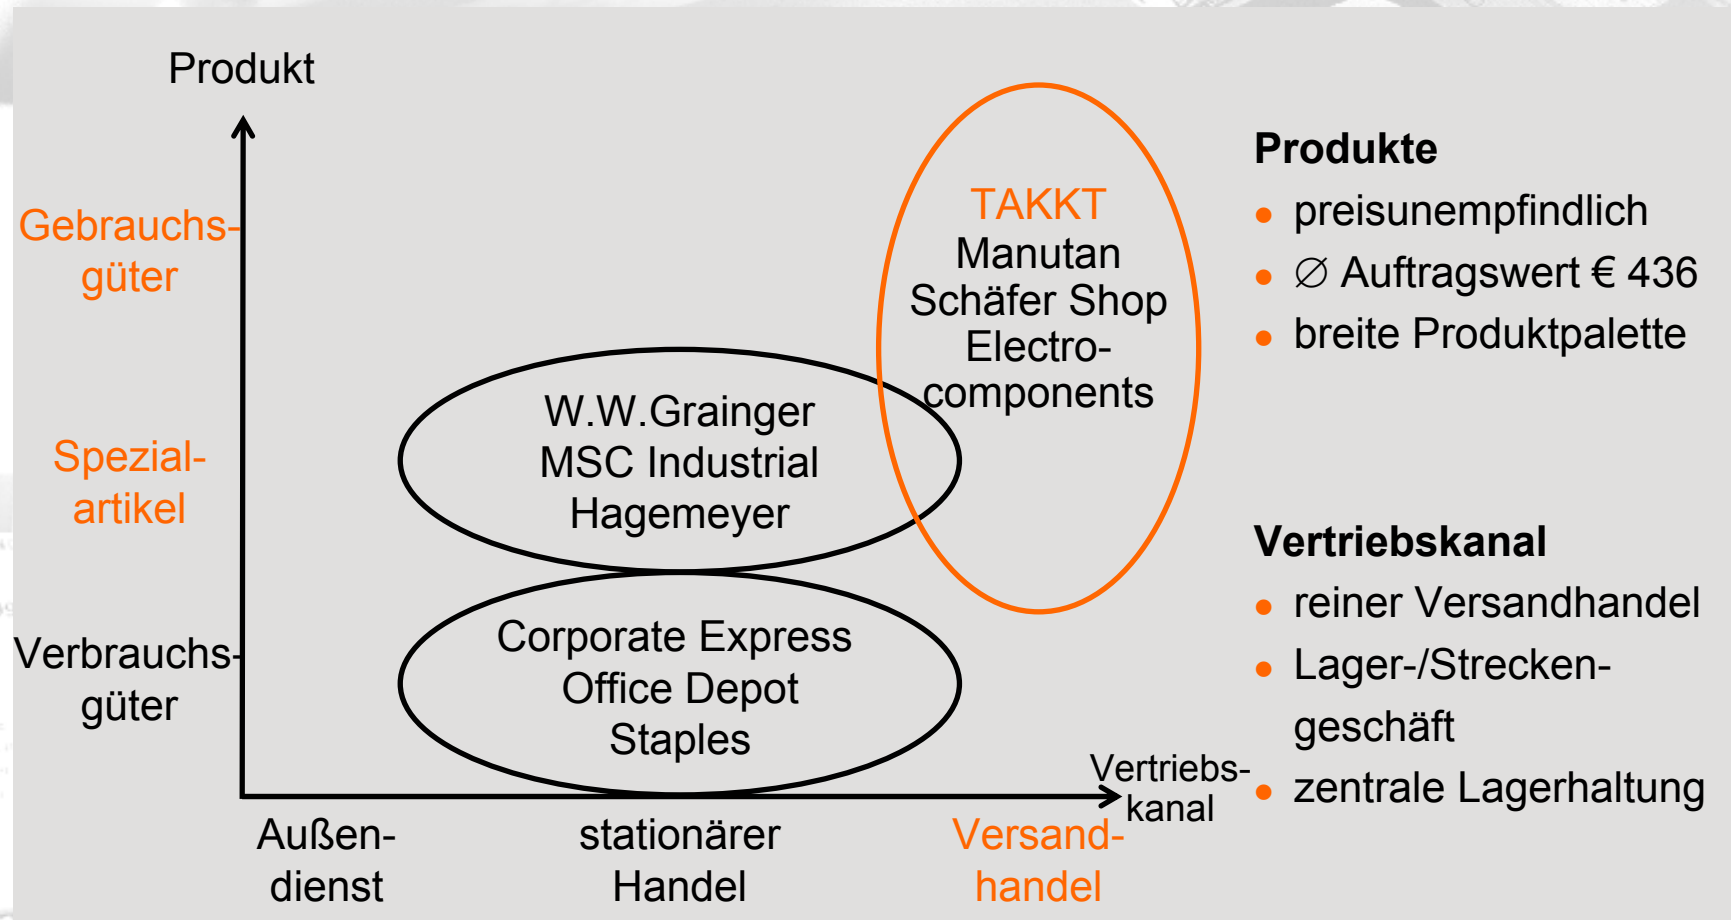 Produkt
Gebrauchs-
güter
Spezial-
artikel
Verbrauchs-
güter
TAKKT
Manutan
Schäfer Shop
Electro-
components
W.W.Grainger
MSC Industrial
Hagemeyer
Corporate Express
Office Depot
Staples
Vertriebs-
kanal
Außen-
dienst
stationärer
Handel
Versand-
handel
Produkte
● preisunempfindlich
● ∅ Auftragswert € 436
● breite Produktpalette
Vertriebskanal
● reiner Versandhandel
● Lager-/Strecken-
geschäft
● zentrale Lagerhaltung